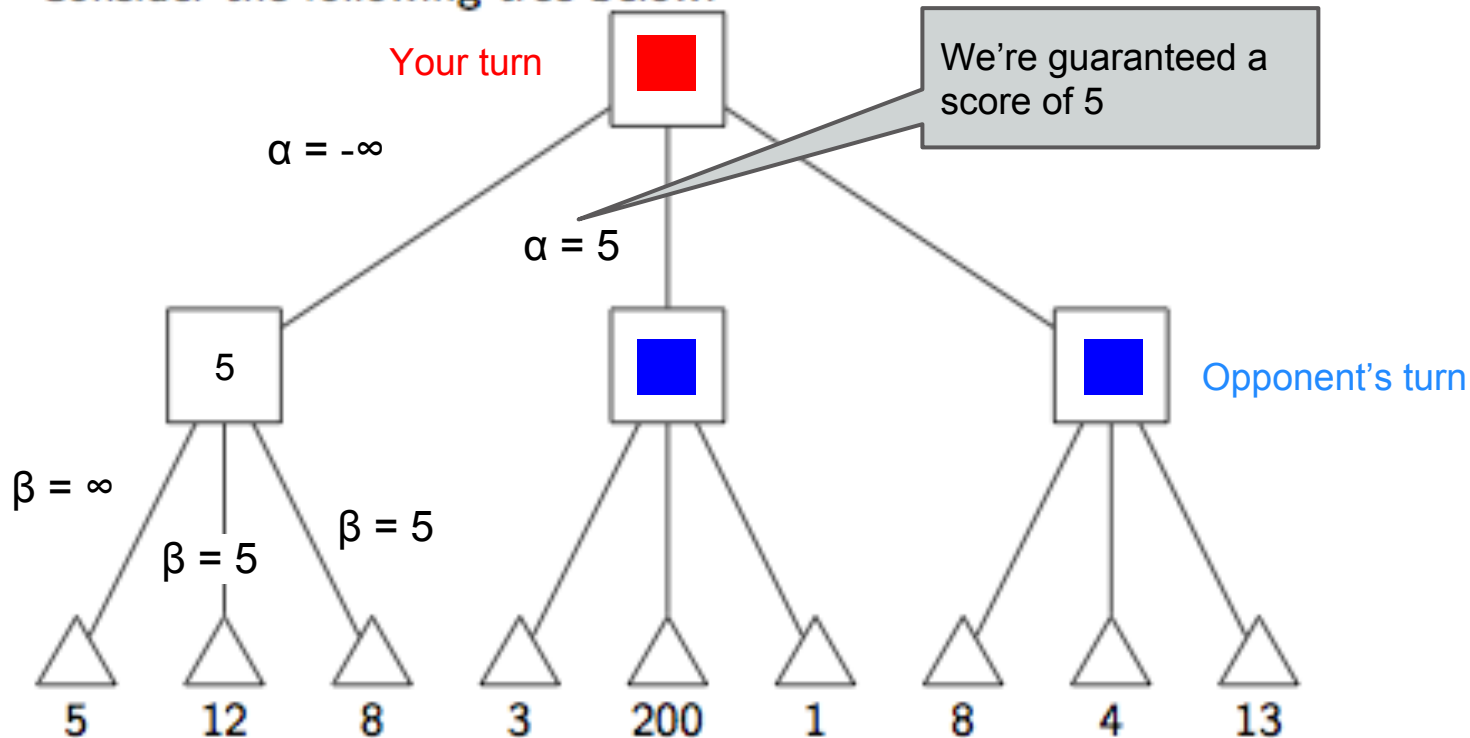 Your turn
We're guaranteed a
score of 5
α = -∞
α = 5
5
Opponent's turn
β = ∞
β = 5
β = 5
5 12 8 3 200 1 8 4 13